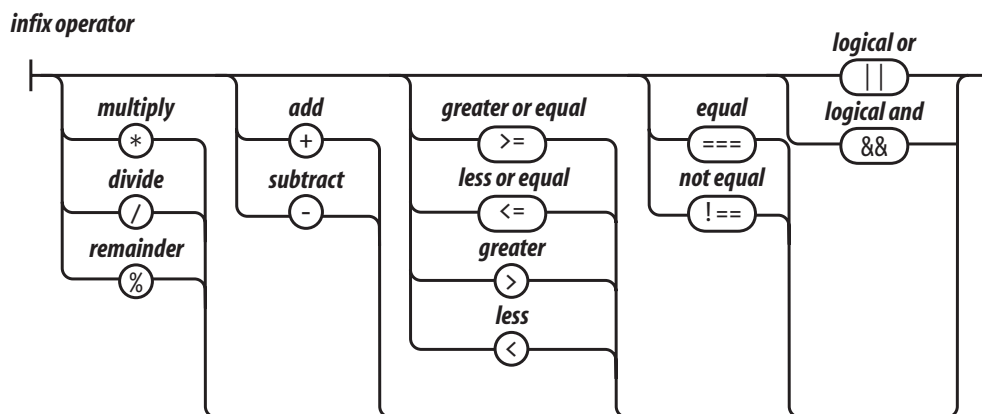 infix operator
logical or
||
multiply add greater or equal equal logical and
* + >= === &&
divide subtract less or equal not equal
/ - <= !==
remainder greater
% >
less
<